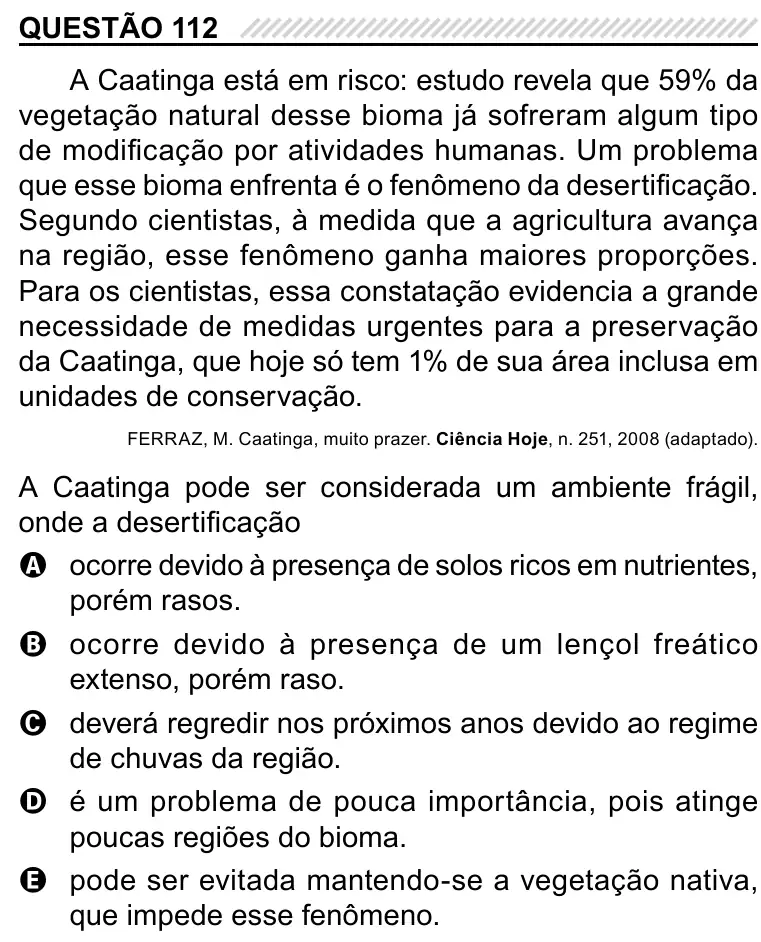 QUESTÃO 112
A Caatinga está em risco: estudo revela que 59% da
vegetação natural desse bioma já sofreram algum tipo
de modificação por atividades humanas. Um problema
que esse bioma enfrenta é o fenômeno da desertificação.
Segundo cientistas, à medida que a agricultura avança
na região, esse fenômeno ganha maiores proporções.
Para os cientistas, essa constatação evidencia a grande
necessidade de medidas urgentes para a preservação
da Caatinga, que hoje só tem 1% de sua área inclusa em
unidades de conservação.
FERRAZ, M. Caatinga, muito prazer. Ciência Hoje, n. 251, 2008 (adaptado).
A Caatinga pode ser considerada um ambiente frágil,
onde a desertificação
A ocorre devido à presença de solos ricos em nutrientes,
porém rasos.
B ocorre devido à presença de um lençol freático
extenso, porém raso.
C deverá regredir nos próximos anos devido ao regime
de chuvas da região.
D é um problema de pouca importância, pois atinge
poucas regiões do bioma.
E pode ser evitada mantendo-se a vegetação nativa,
que impede esse fenômeno.